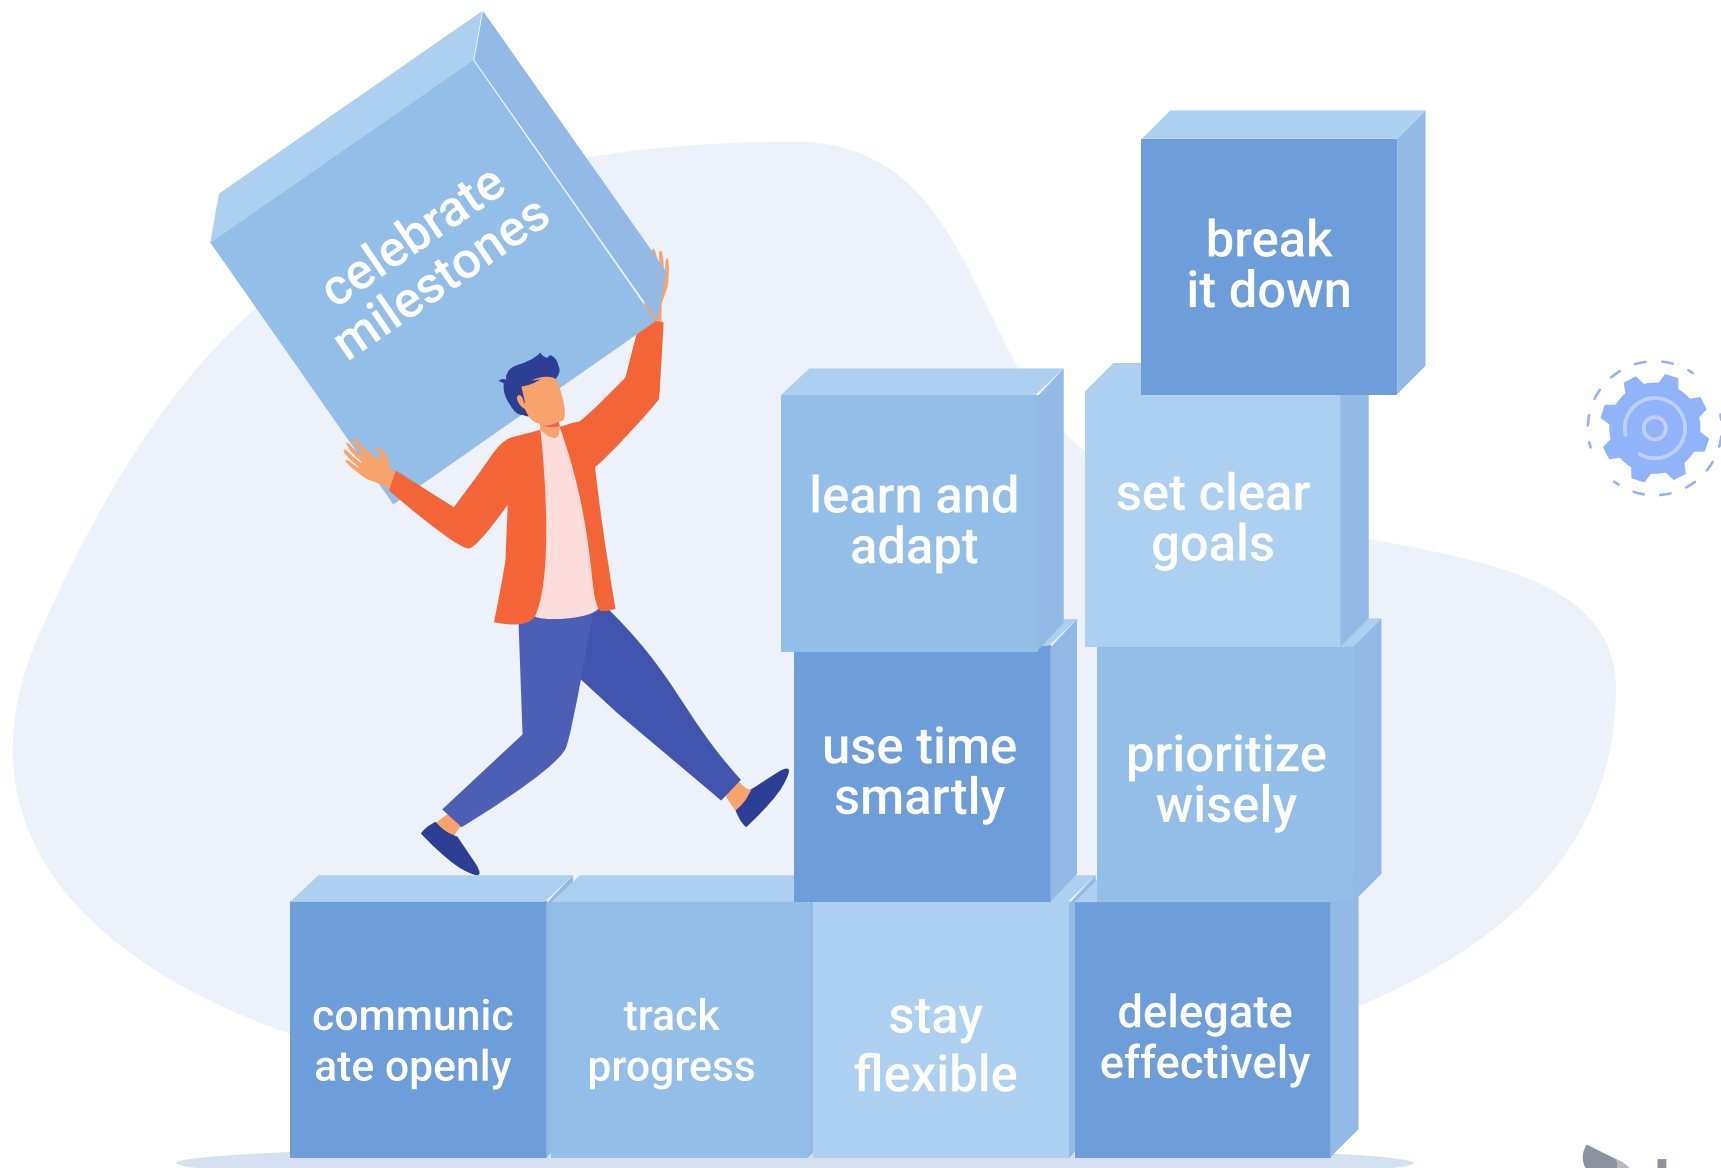 celebrate
milestones
break
it down
learn and
adapt
set clear
goals
use time
smartly
prioritize
wisely
communic
ate openly
track
progress
stay
flexible
delegate
effectively